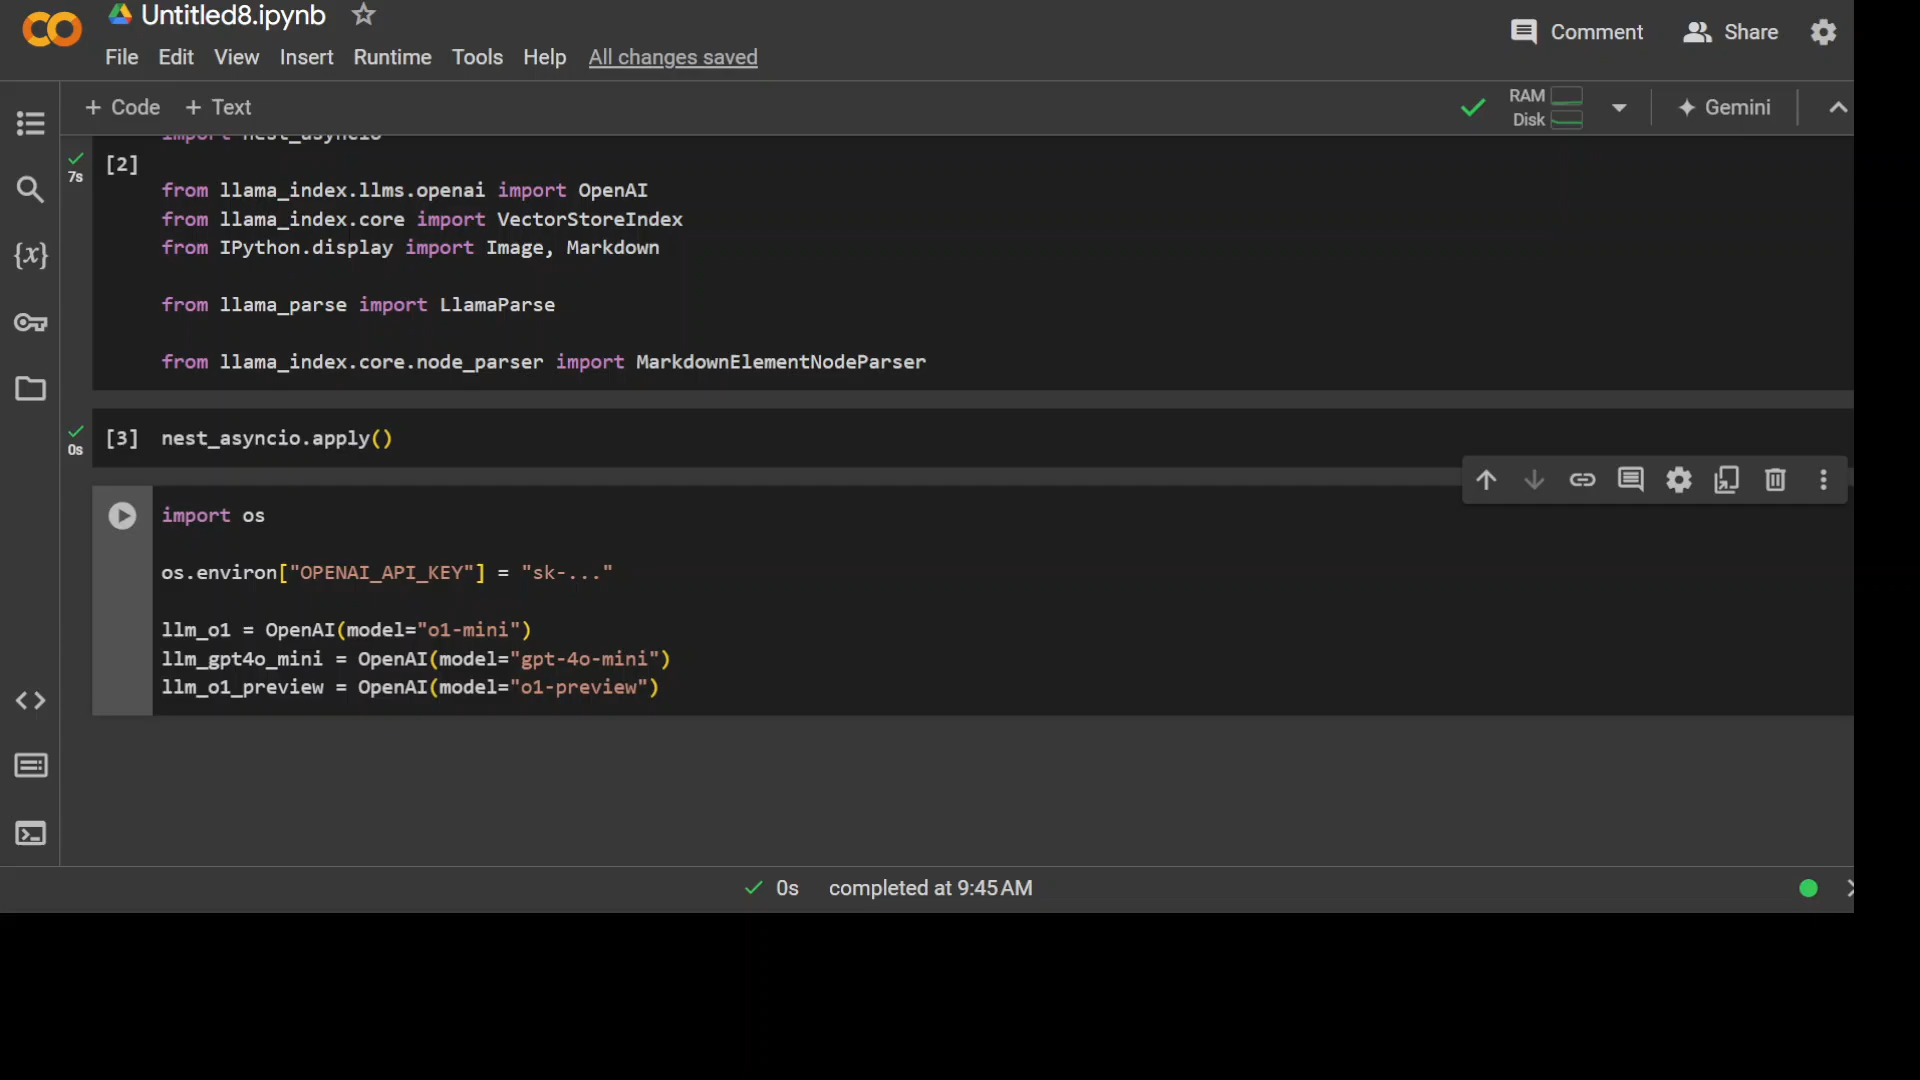 Untitled8.ipynb
Comment Share
File Edit View Insert Runtime Tools Help All changes saved
+ Code + Text
RAM
Disk
Gemini
import nest_asyncio
[2]
7s
from llama_index.llms.openai import OpenAI
from llama_index.core import VectorStoreIndex
from IPython.display import Image, Markdown
{x}
from llama_parse import LlamaParse
from llama_index.core.node_parser import MarkdownElementNodeParser
[3] nest_asyncio.apply()
0s
import os
os.environ["OPENAI_API_KEY"] = "sk-..."
llm_o1 = OpenAI(model="o1-mini")
llm_gpt4o_mini = OpenAI(model="gpt-4o-mini")
llm_o1_preview = OpenAI(model="o1-preview")
0s completed at 9:45 AM